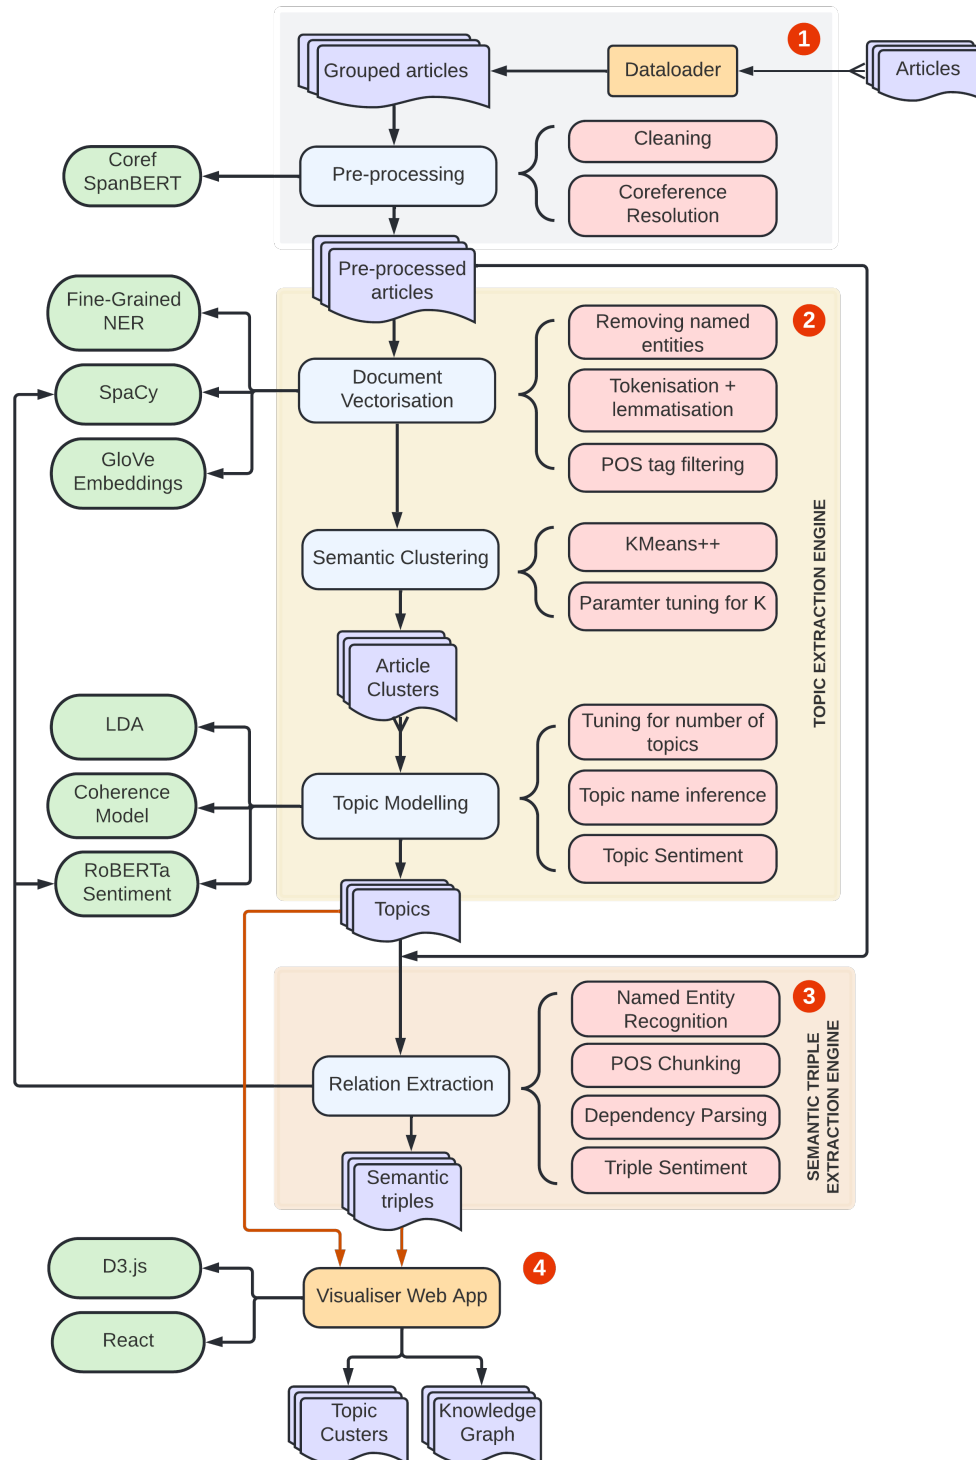 1
Grouped articles
Dataloader
Articles
Cleaning
Coref
SpanBERT
Pre-processing
Coreference
Resolution
Pre-processed
articles
2
Fine-Grained
NER
Removing named
entities
SpaCy
Document
Vectorisation
Tokenisation +
lemmatisation
GloVe
Embeddings
POS tag filtering
TOPIC EXTRACTION ENGINE
Semantic Clustering
KMeans++
Paramter tuning for K
Article
Clusters
LDA
Tuning for number of
topics
Coherence
Model
Topic Modelling
Topic name inference
RoBERTa
Sentiment
Topic Sentiment
Topics
3
Named Entity
Recognition
SEMANTIC TRIPLE
EXTRACTION ENGINE
Relation Extraction
POS Chunking
Dependency Parsing
Triple Sentiment
Semantic
triples
4
D3.js
Visualiser Web App
React
Topic
Custers
Knowledge
Graph